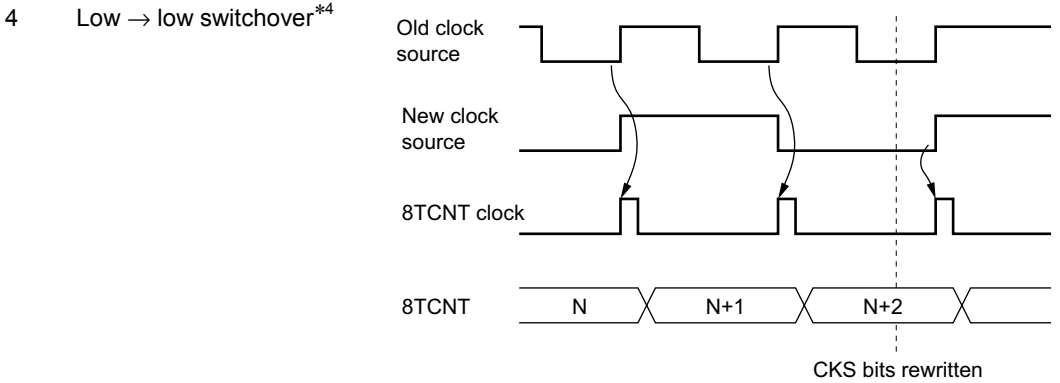 4 Low → low switchover*4
Old clock
source
New clock
source
8TCNT clock
8TCNT
N
N+1
N+2
CKS bits rewritten